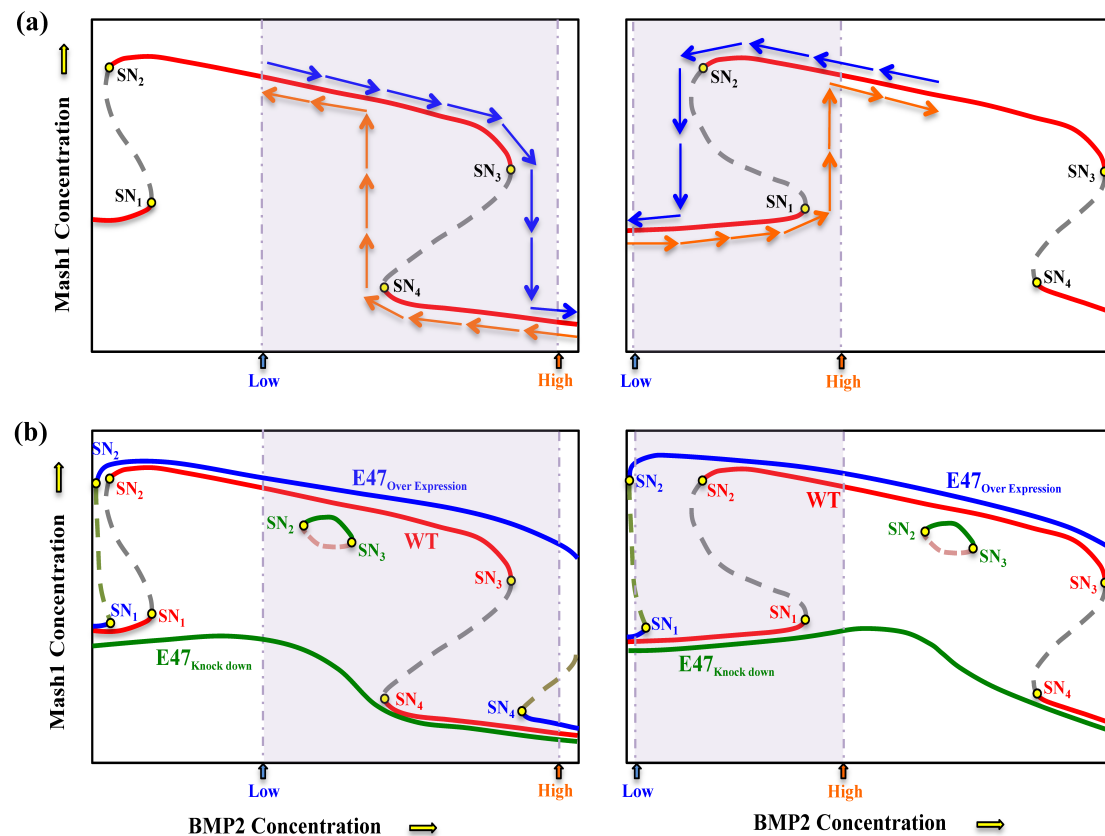 (a)
Mash1 Concentration
SN2
SN1
SN3
SN4
Low
High
SN2
SN1
SN3
SN4
Low
High
(b)
Mash1 Concentration
SN2
SN2
SN1
SN1
E47Over Expression
WT
SN2
SN3
SN3
E47Knock down
SN4
SN4
Low
High
BMP2 Concentration
SN2
SN2
SN1
SN1
E47Over Expression
WT
SN2
SN3
SN3
E47Knock down
SN4
Low
High
BMP2 Concentration